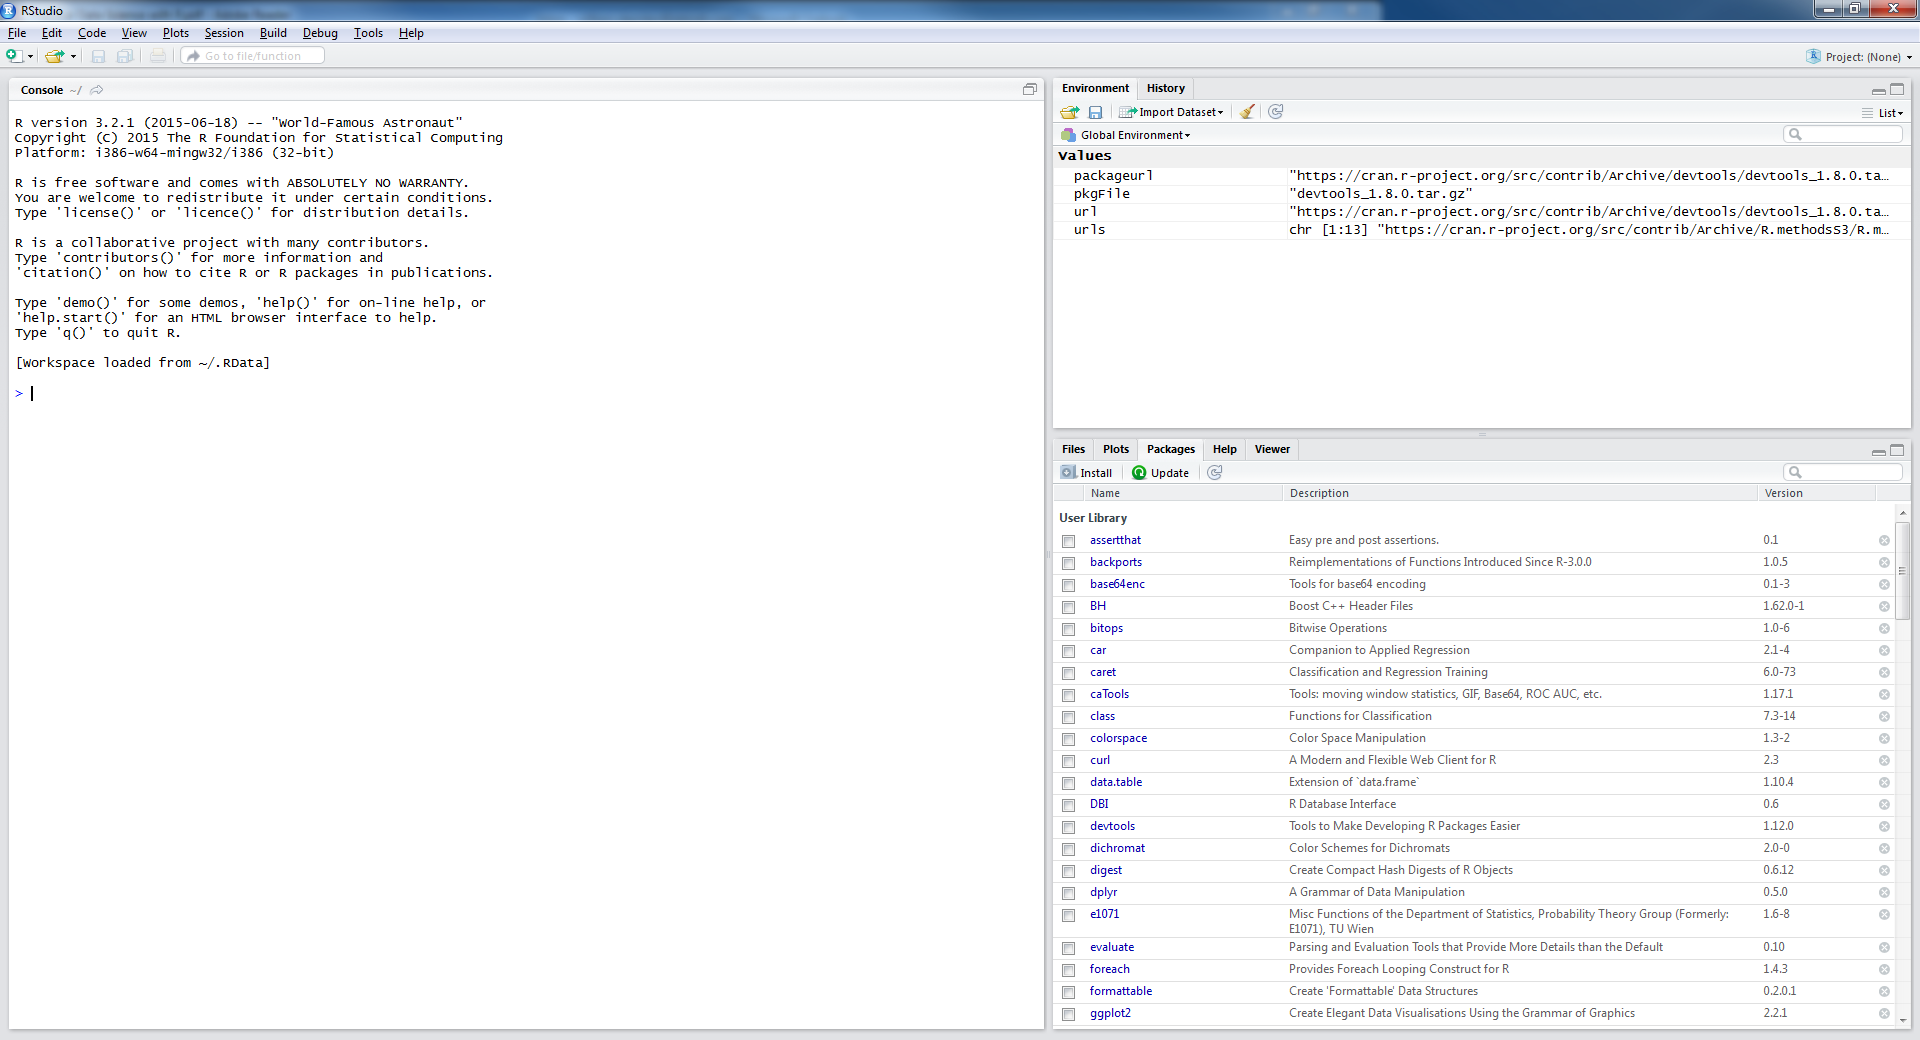 RStudio
File Edit Code View Plots Session Build Debug Tools Help
Go to file/function
Project: (None)
Console ~/
R version 3.2.1 (2015-06-18) -- "World-Famous Astronaut"
Copyright (C) 2015 The R Foundation for Statistical Computing
Platform: i386-w64-mingw32/i386 (32-bit)
R is free software and comes with ABSOLUTELY NO WARRANTY.
You are welcome to redistribute it under certain conditions.
Type 'license()' or 'licence()' for distribution details.
R is a collaborative project with many contributors.
Type 'contributors()' for more information and
'citation()' on how to cite R or R packages in publications.
Type 'demo()' for some demos, 'help()' for on-line help, or
'help.start()' for an HTML browser interface to help.
Type 'q()' to quit R.
[Workspace loaded from ~/.RData]
>
Environment History
Import Dataset List
Global Environment
Values
packageurl "https://cran.r-project.org/src/contrib/Archive/devtools/devtools_1.8.0.ta…
pkgFile "devtools_1.8.0.tar.gz"
url "https://cran.r-project.org/src/contrib/Archive/devtools/devtools_1.8.0.ta…
urls chr [1:13] "https://cran.r-project.org/src/contrib/Archive/R.methodsS3/R.m…
Files Plots Packages Help Viewer
Install Update
Name Description Version
User Library
assertthat Easy pre and post assertions. 0.1
backports Reimplementations of Functions Introduced Since R-3.0.0 1.0.5
base64enc Tools for base64 encoding 0.1-3
BH Boost C++ Header Files 1.62.0-1
bitops Bitwise Operations 1.0-6
car Companion to Applied Regression 2.1-4
caret Classification and Regression Training 6.0-73
caTools Tools: moving window statistics, GIF, Base64, ROC AUC, etc. 1.17.1
class Functions for Classification 7.3-14
colorspace Color Space Manipulation 1.3-2
curl A Modern and Flexible Web Client for R 2.3
data.table Extension of `data.frame` 1.10.4
DBI R Database Interface 0.6
devtools Tools to Make Developing R Packages Easier 1.12.0
dichromat Color Schemes for Dichromats 2.0-0
digest Create Compact Hash Digests of R Objects 0.6.12
dplyr A Grammar of Data Manipulation 0.5.0
e1071 Misc Functions of the Department of Statistics, Probability Theory Group (Formerly: 1.6-8
E1071), TU Wien
evaluate Parsing and Evaluation Tools that Provide More Details than the Default 0.10
foreach Provides Foreach Looping Construct for R 1.4.3
formattable Create 'Formattable' Data Structures 0.2.0.1
ggplot2 Create Elegant Data Visualisations Using the Grammar of Graphics 2.2.1